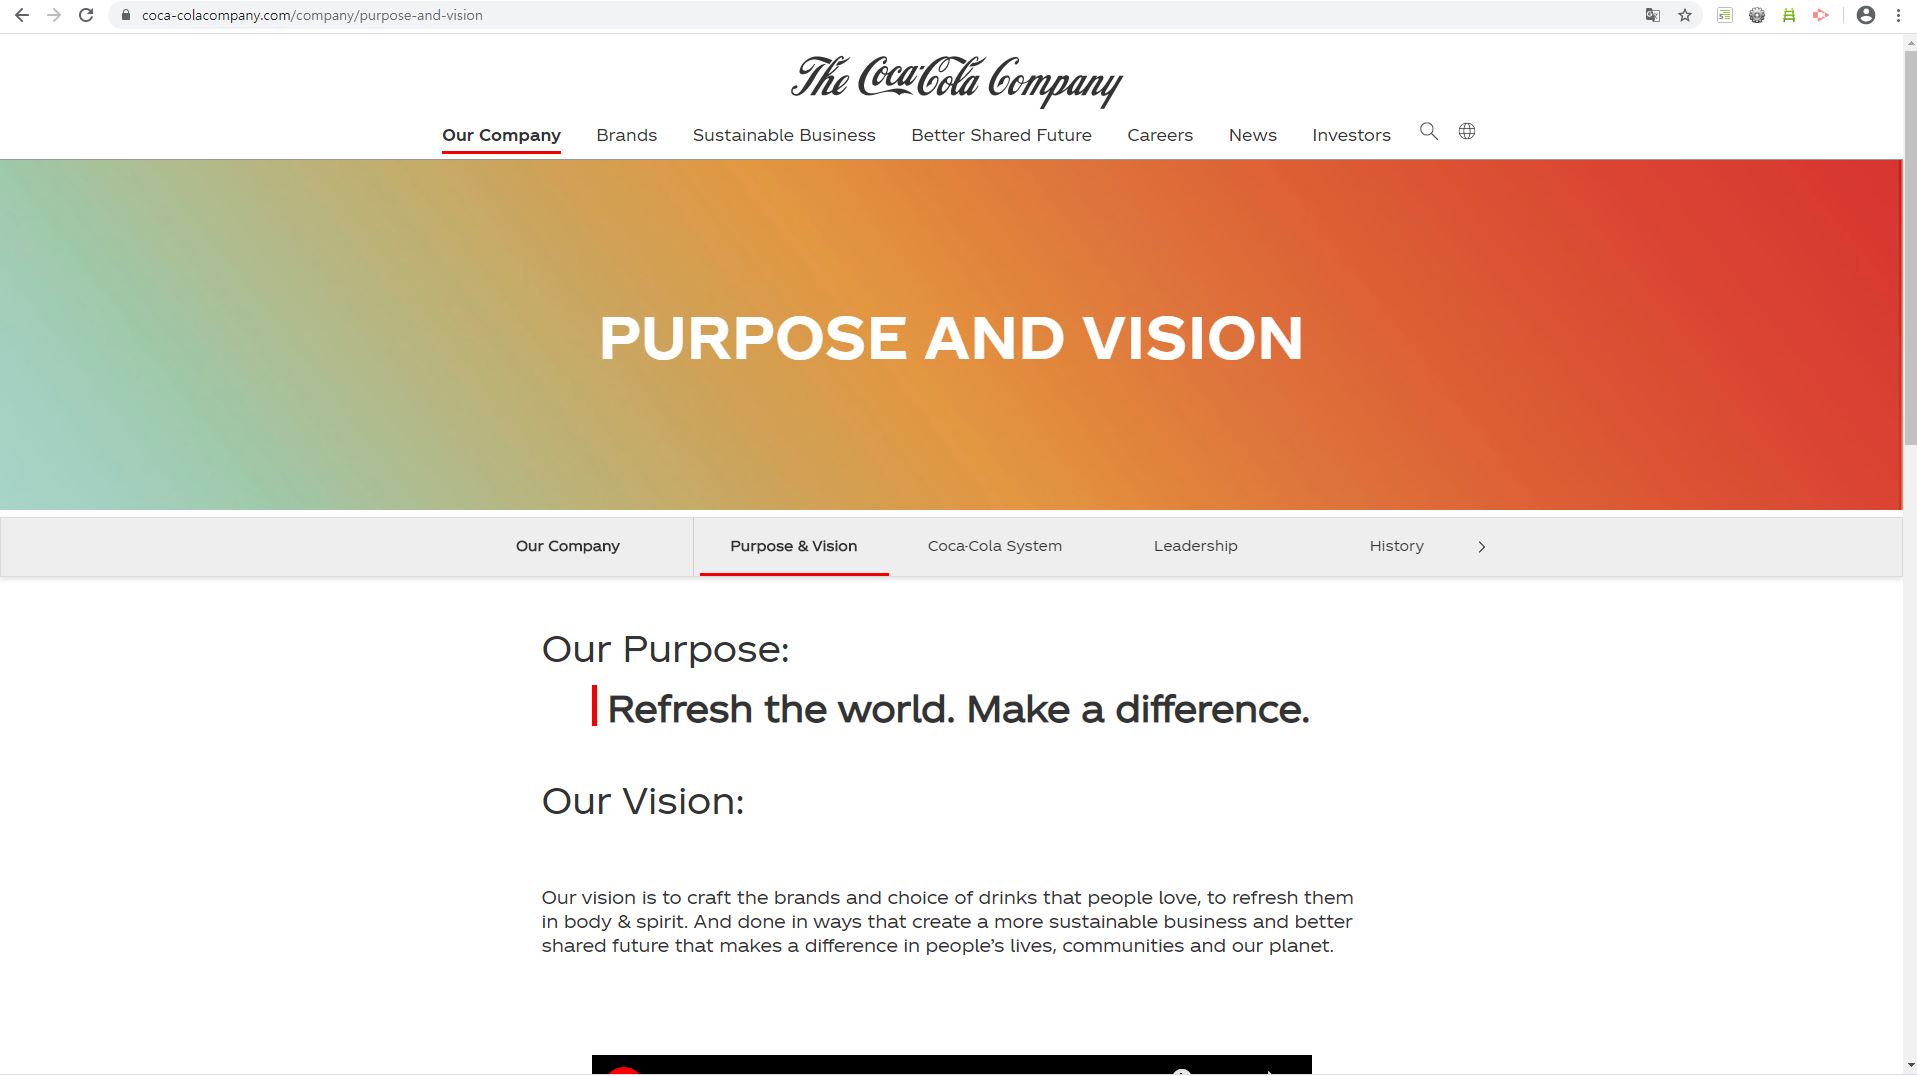 coca-colacompany.com/company/purpose-and-vision
The Coca-Cola Company
Our Company Brands Sustainable Business Better Shared Future Careers News Investors
PURPOSE AND VISION
Our Company Purpose & Vision Coca-Cola System Leadership History
Our Purpose:
Refresh the world. Make a difference.
Our Vision:
Our vision is to craft the brands and choice of drinks that people love, to refresh them
in body & spirit. And done in ways that create a more sustainable business and better
shared future that makes a difference in people’s lives, communities and our planet.